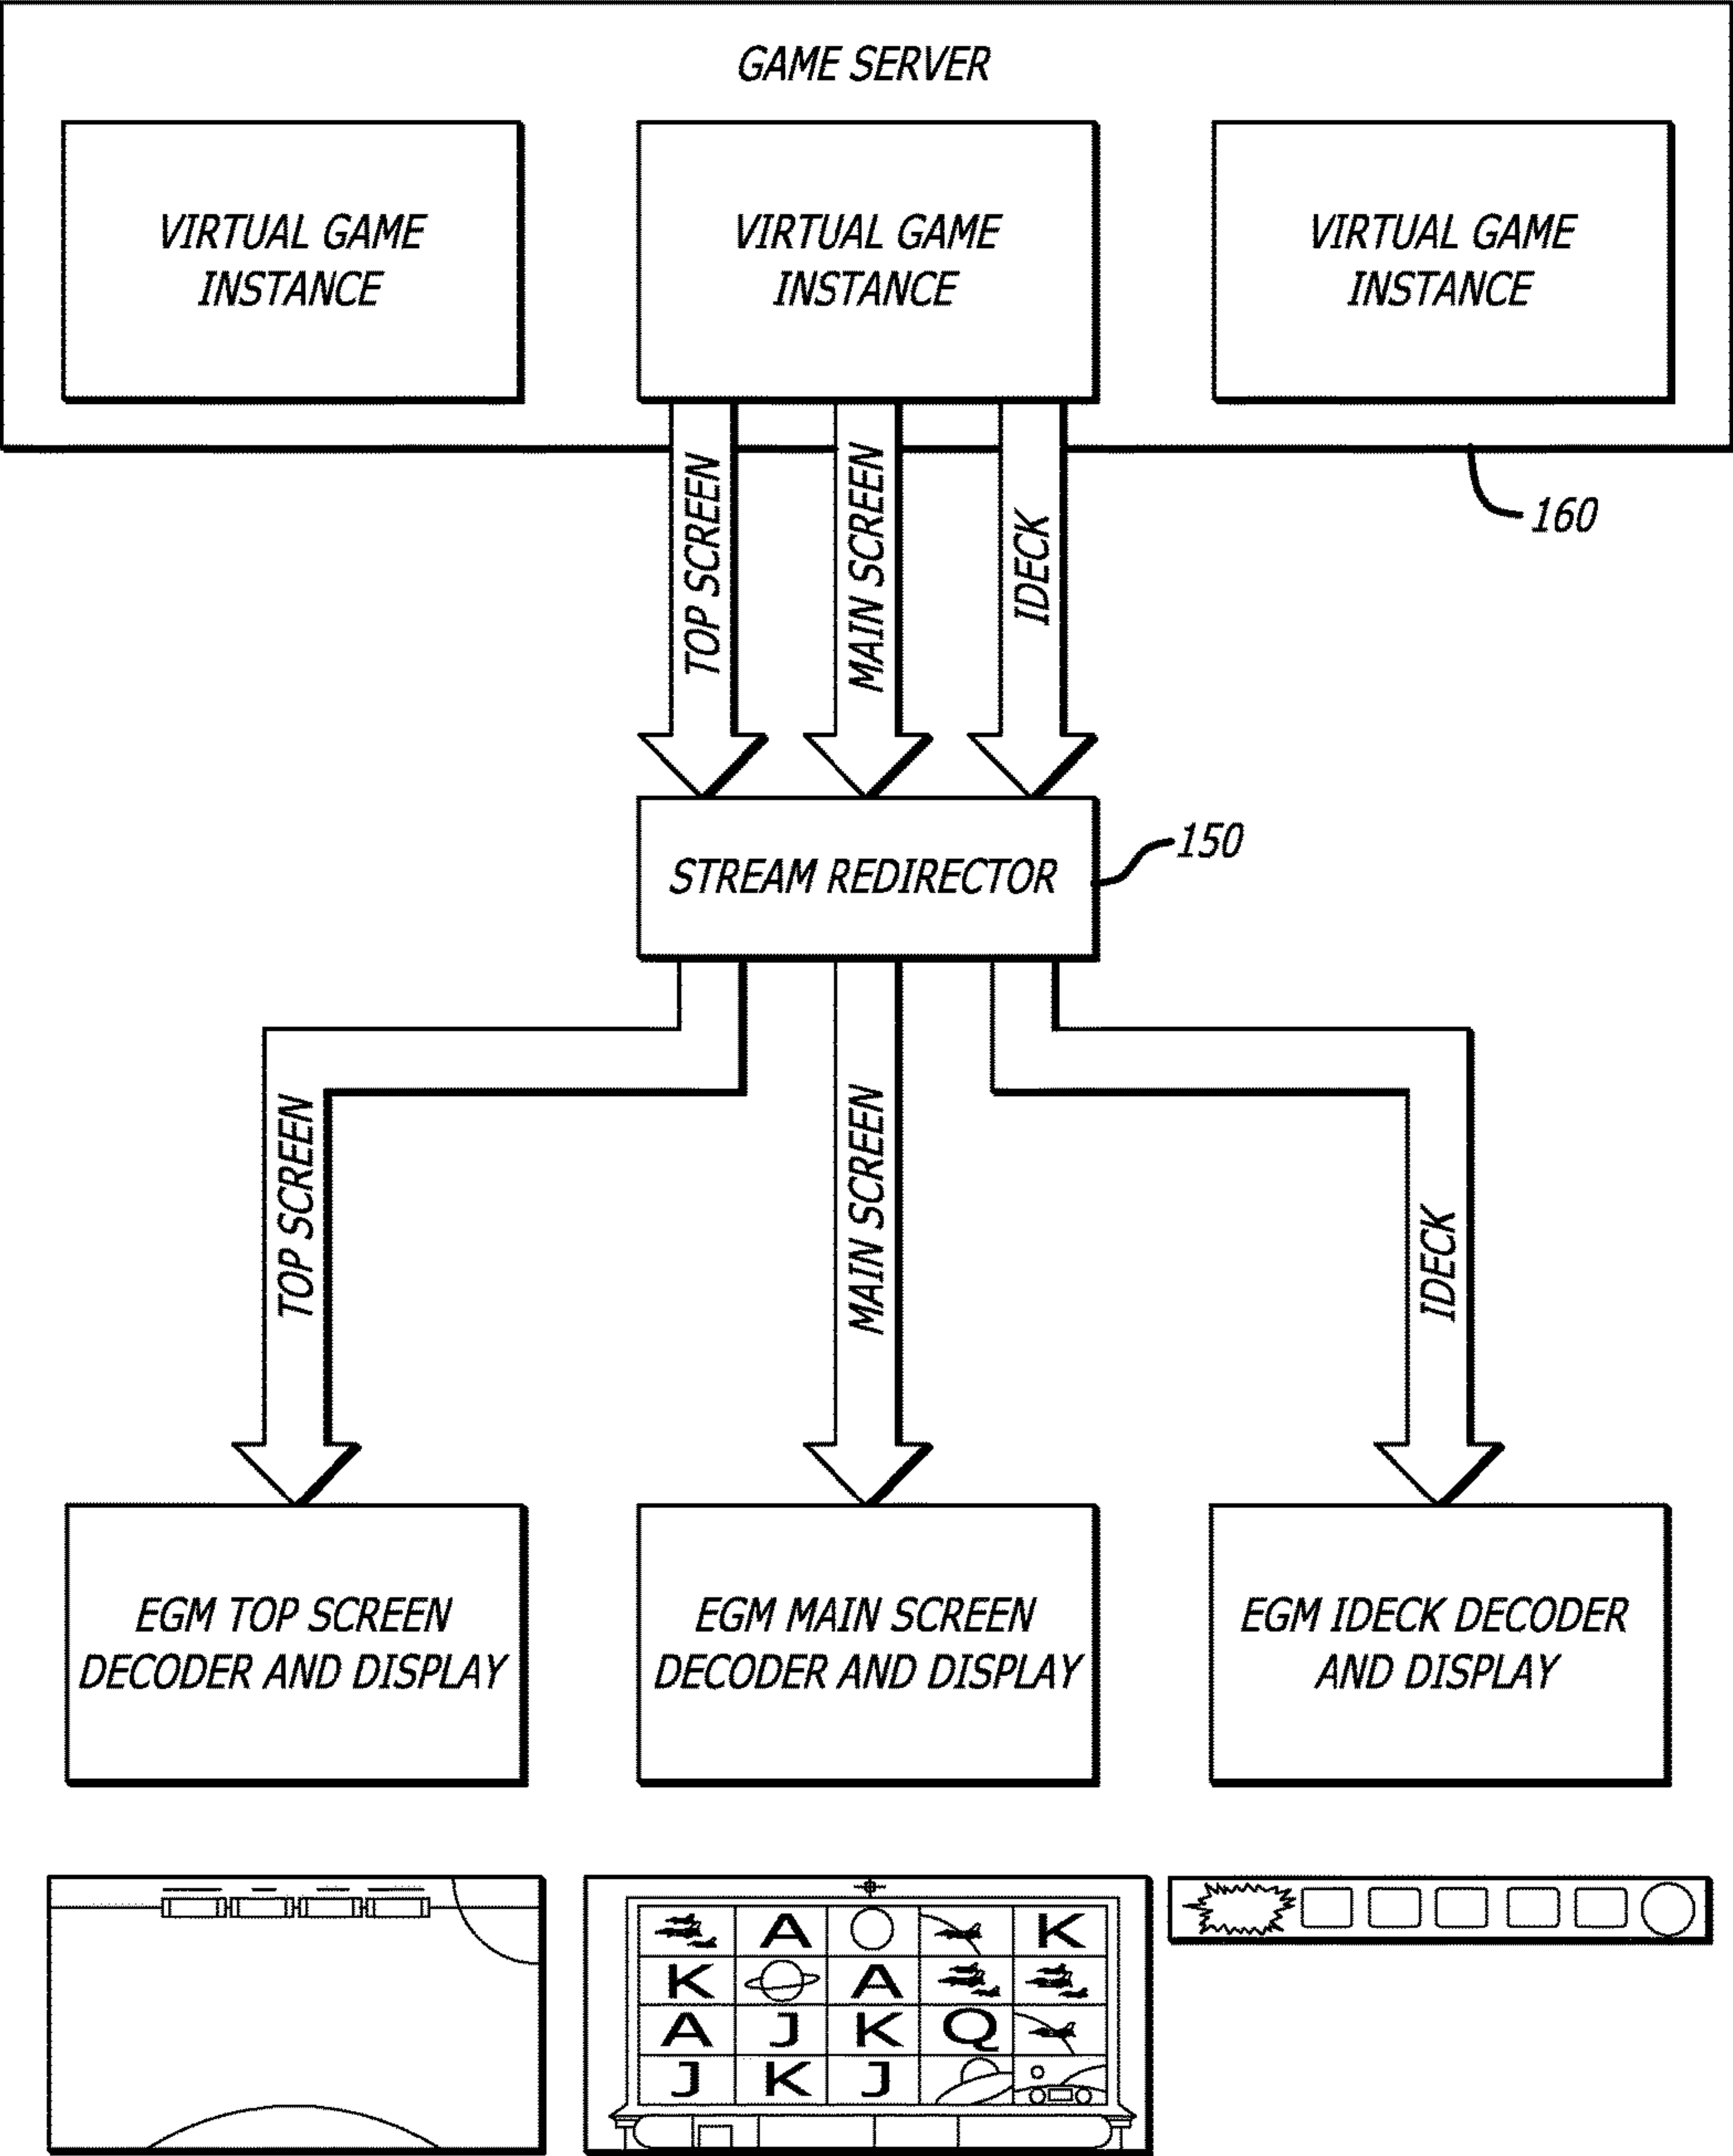 GAME SERVER
VIRTUAL GAME
INSTANCE
VIRTUAL GAME
INSTANCE
VIRTUAL GAME
INSTANCE
TOP SCREEN
MAIN SCREEN
IDECK
160
STREAM REDIRECTOR
150
TOP SCREEN
MAIN SCREEN
IDECK
EGM TOP SCREEN
DECODER AND DISPLAY
EGM MAIN SCREEN
DECODER AND DISPLAY
EGM IDECK DECODER
AND DISPLAY
A K
K A
A J K Q
J K J